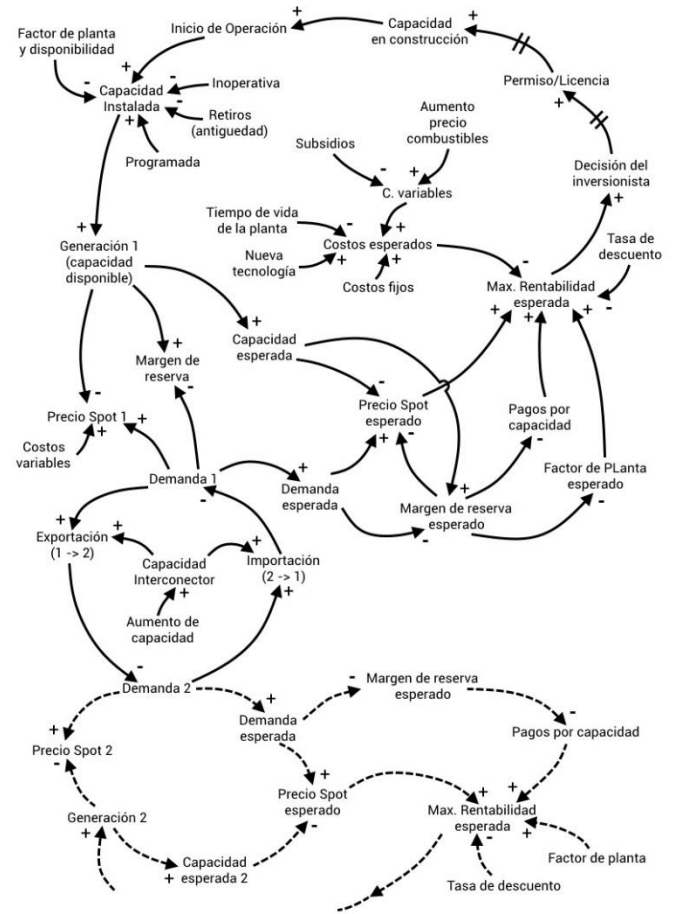 Factor de planta
y disponibilidad
Inicio de Operación
+
Capacidad
en construcción
+
+
-
-
-
+
Capacidad
Instalada
Inoperativa
Retiros
(antiguedad)
Programada
Permiso/Licencia
+
Aumento
precio
combustibles
Subsidios
-
+
C. variables
Decisión del
inversionista
+
Tiempo de vida
de la planta
-
+
Costos esperados
Nueva
tecnología
+
+
Costos fijos
Tasa de
descuento
-
Max. Rentabilidad
esperada
+
+
+
-
+
Generación 1
(capacidad
disponible)
+
Capacidad
esperada
+
Margen de
reserva
-
-
Precio Spot 1
+
+
Costos
variables
-
Precio Spot
esperado
+
-
Pagos por
capacidad
-
Factor de PLanta
esperado
-
Demanda 1
-
+
Demanda
esperada
+
Margen de reserva
esperado
-
+
Exportación
(1 -> 2)
+
+
Capacidad
Interconector
+
Importación
(2 -> 1)
+
Aumento de
capacidad
-
Demanda 2
+
Demanda
esperada
-
Margen de reserva
esperado
-
Pagos por capacidad
+
Precio Spot 2
-
+
Precio Spot
esperado
-
+
+
Max. Rentabilidad
esperada
-
+
Generación 2
+
Capacidad
+ esperada 2
Factor de planta
Tasa de descuento